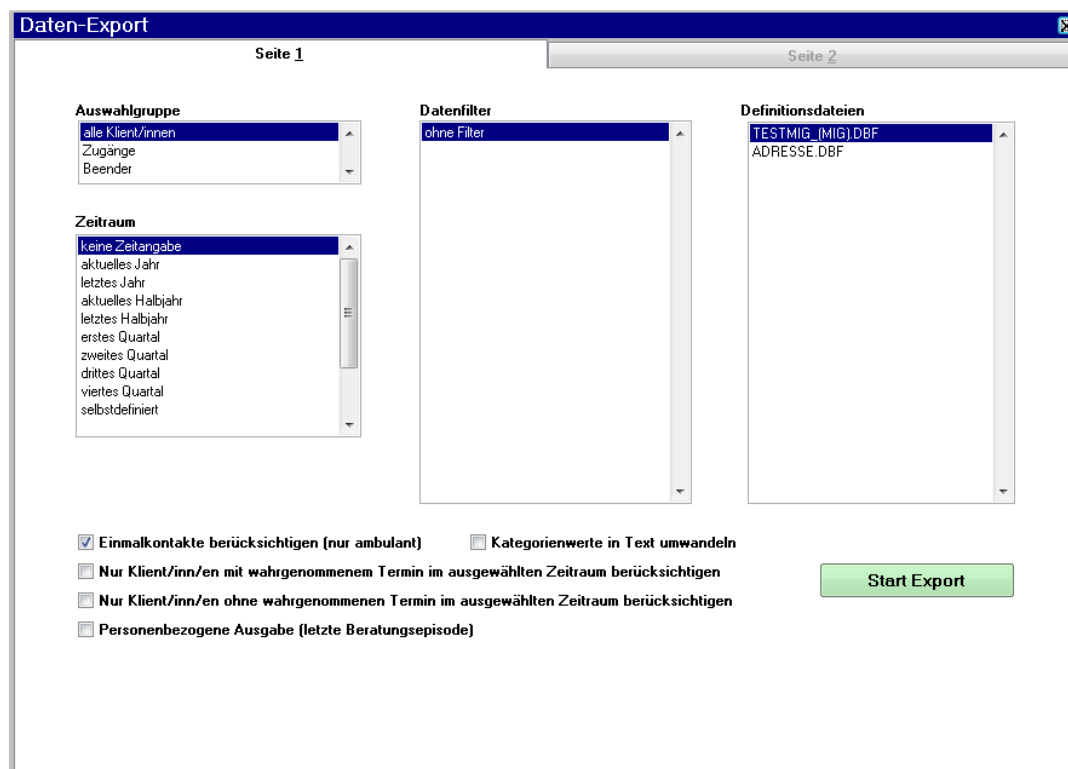 Daten-Export
Seite 1
Seite 2
Auswahlgruppe
alle Klient/innen
Zugänge
Beender
Zeitraum
keine Zeitangabe
aktuelles Jahr
letztes Jahr
aktuelles Halbjahr
letztes Halbjahr
erstes Quartal
zweites Quartal
drittes Quartal
viertes Quartal
selbstdefiniert
Datenfilter
ohne Filter
Definitionsdateien
TESTMIG_(MIG).DBF
ADRESSE.DBF
Einmalkontakte berücksichtigen (nur ambulant)
Kategorienwerte in Text umwandeln
Nur Klient/inn/en mit wahrgenommenem Termin im ausgewählten Zeitraum berücksichtigen
Nur Klient/inn/en ohne wahrgenommenen Termin im ausgewählten Zeitraum berücksichtigen
Personenbezogene Ausgabe (letzte Beratungsepisode)
Start Export